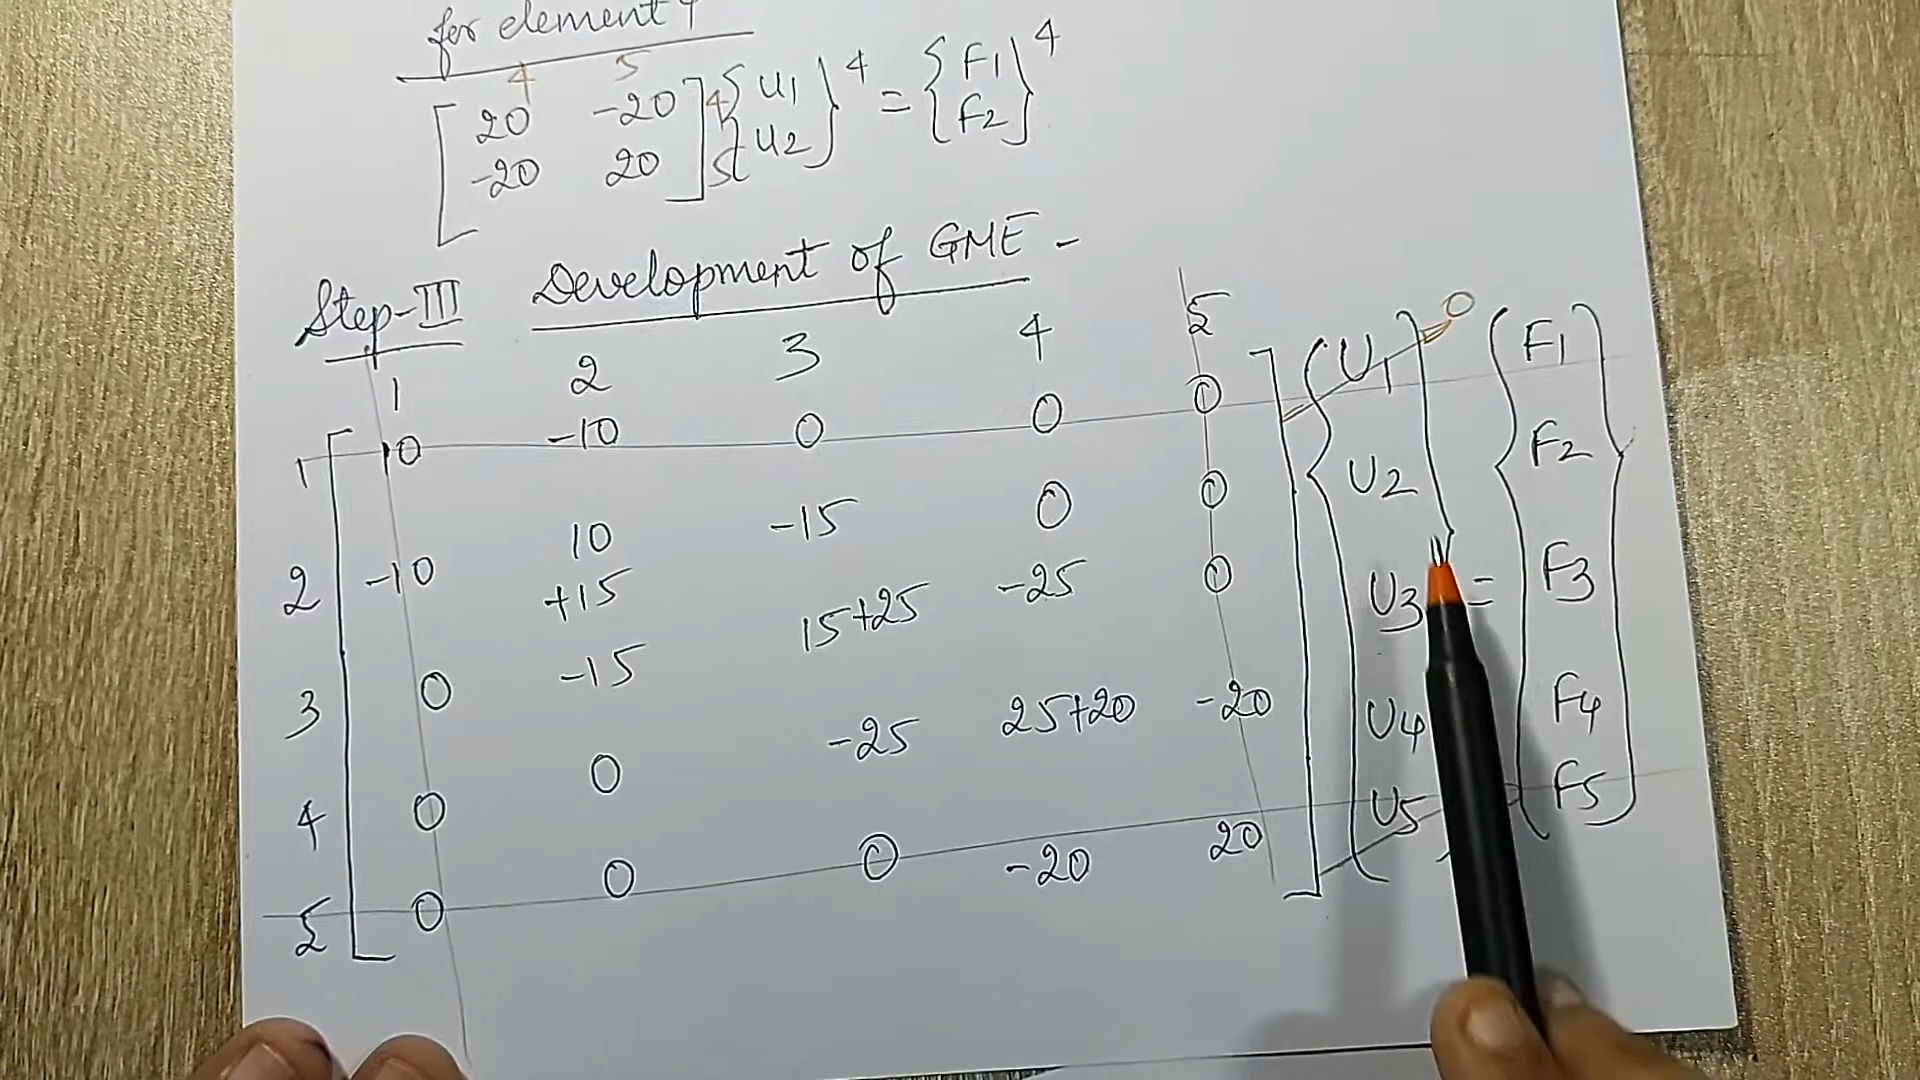 for element 4
4 5
[ 20 -20 ] 4 { U1 } 4 = { F1 } 4
[ -20 20 ] 5 { U2 } { F2 }
Step-III Development of GME -
1 2 3 4 5
1 10 -10 0 0 0 U1 0 F1
2 -10 10+15 -15 0 0 U2 F2
3 0 -15 15+25 -25 0 U3 = F3
4 0 0 -25 25+20 -20 U4 F4
5 0 0 0 -20 20 U5 F5